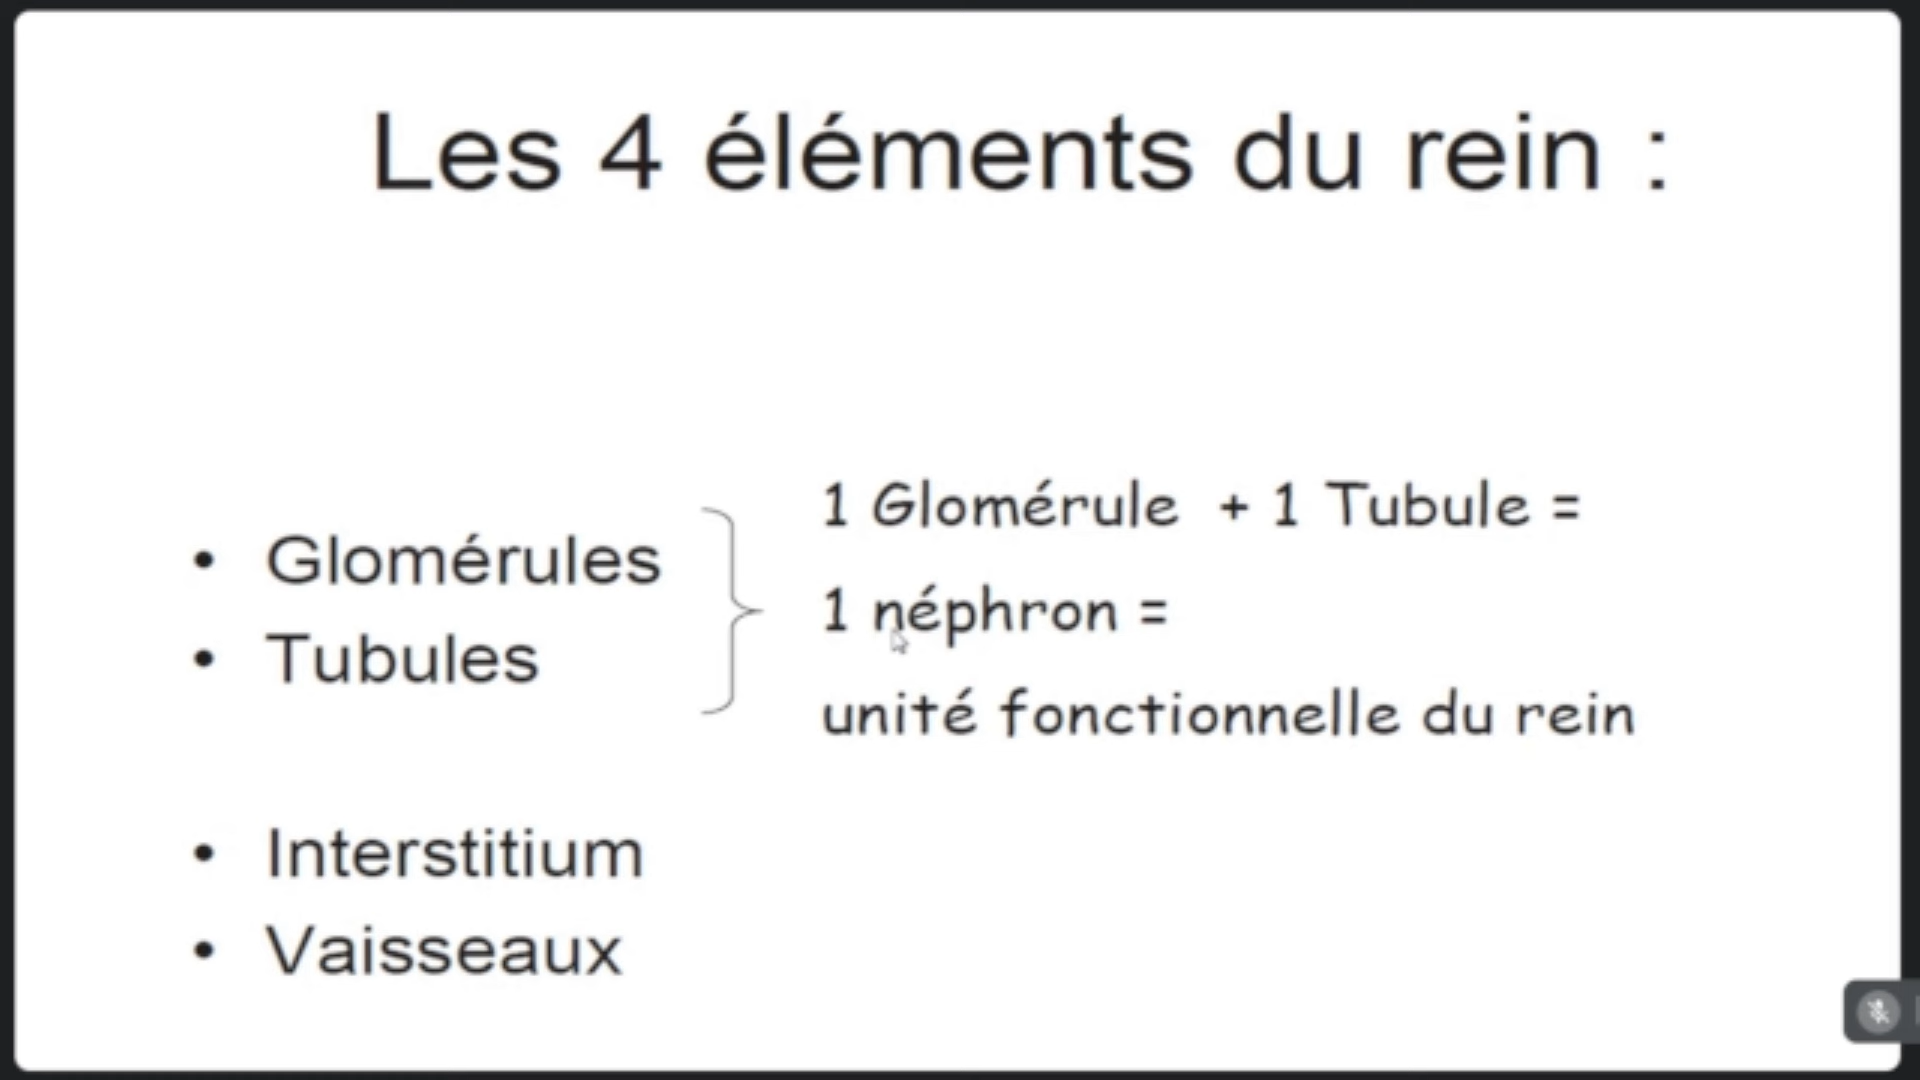 Les 4 éléments du rein :
• Glomérules
• Tubules
1 Glomérule + 1 Tubule =
1 néphron =
unité fonctionnelle du rein
• Interstitium
• Vaisseaux